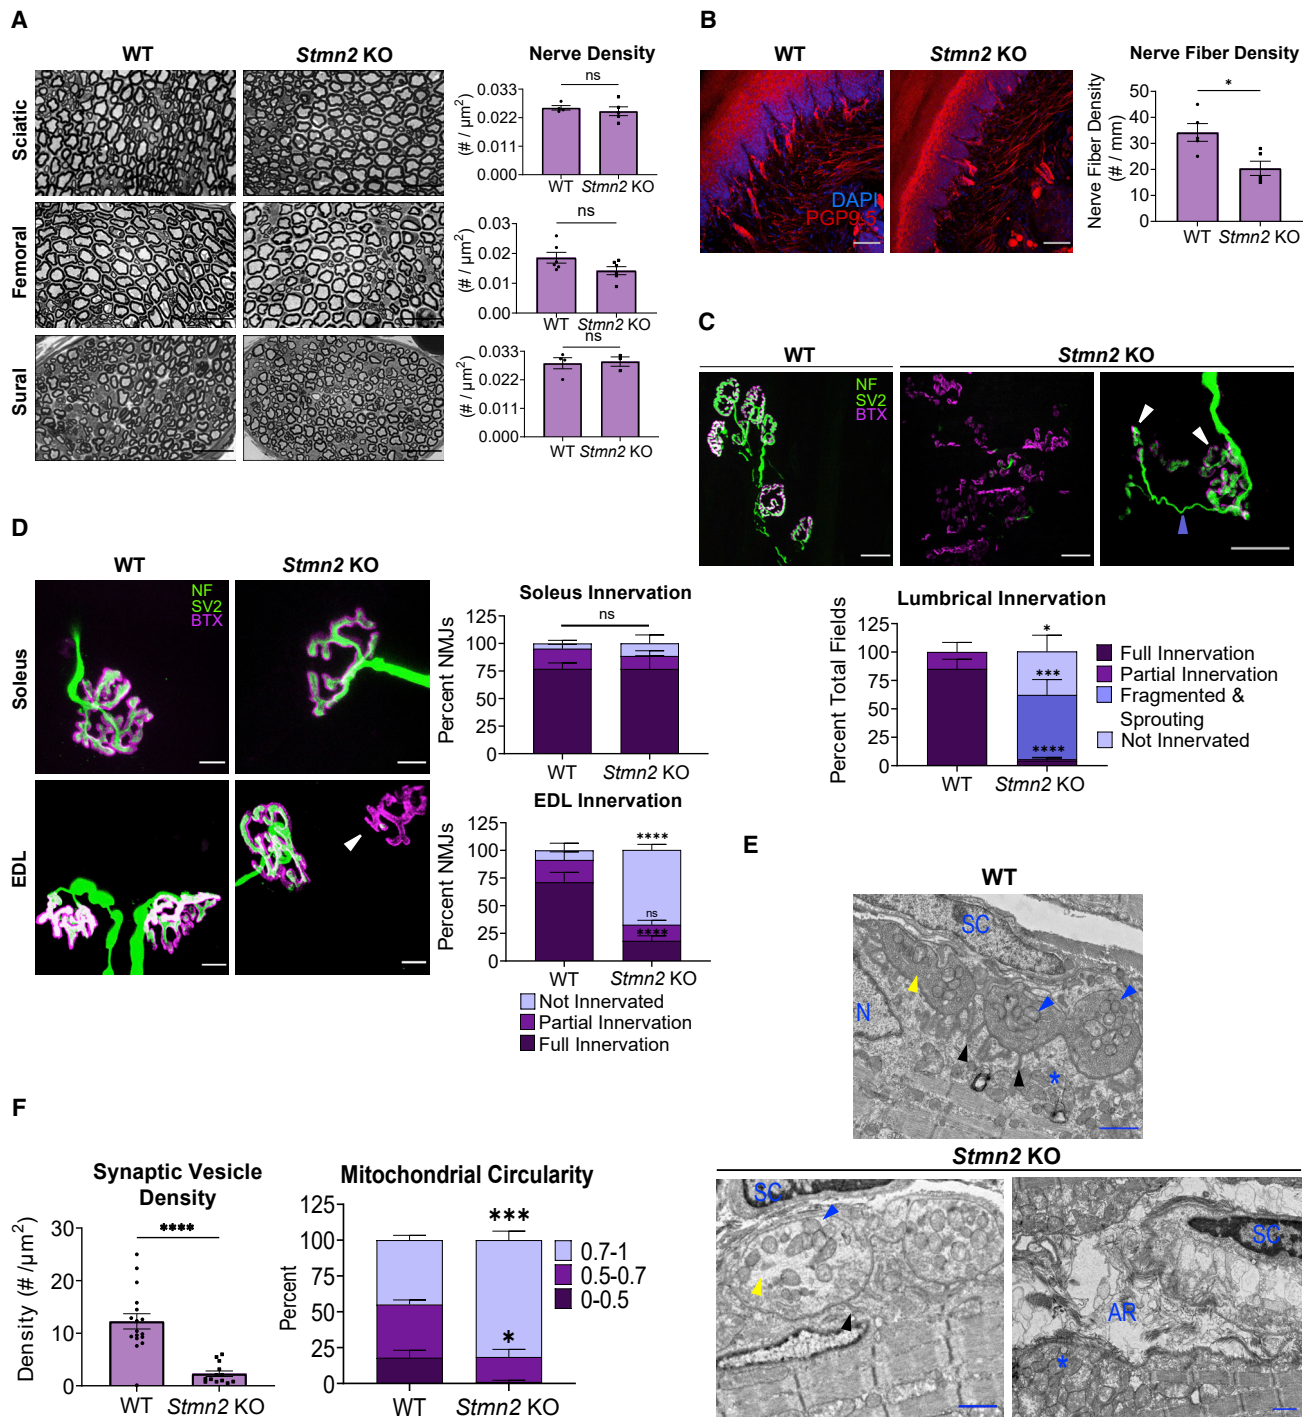 A
WT
Stmn2 KO
Nerve Density
Sciatic
Femoral
Sural
ns
(# / µm²)
0.033
0.022
0.011
0.000
WT Stmn2 KO
ns
(# / µm²)
0.03
0.02
0.01
0.00
WT Stmn2 KO
ns
(# / µm²)
0.033
0.022
0.011
0.000
WT Stmn2 KO
B
WT
Stmn2 KO
DAPI
PGP9.5
Nerve Fiber Density
*
Nerve Fiber Density
(# / mm)
50
40
30
20
10
0
WT Stmn2 KO
C
WT
Stmn2 KO
NF
SV2
BTX
Lumbrical Innervation
Percent Total Fields
125
100
75
50
25
0
*
***
****
WT Stmn2 KO
Full Innervation
Partial Innervation
Fragmented &
Sprouting
Not Innervated
D
WT
Stmn2 KO
NF
SV2
BTX
Soleus
EDL
Soleus Innervation
ns
Percent NMJs
125
100
75
50
25
0
WT Stmn2 KO
EDL Innervation
Percent NMJs
125
100
75
50
25
0
****
ns
****
WT Stmn2 KO
Not Innervated
Partial Innervation
Full Innervation
E
WT
SC
N
*
Stmn2 KO
SC
SC
AR
*
F
Synaptic Vesicle
Density
****
Density (# /µm²)
30
20
10
0
WT Stmn2 KO
Mitochondrial Circularity
Percent
125
100
75
50
25
0
***
*
WT Stmn2 KO
0.7-1
0.5-0.7
0-0.5